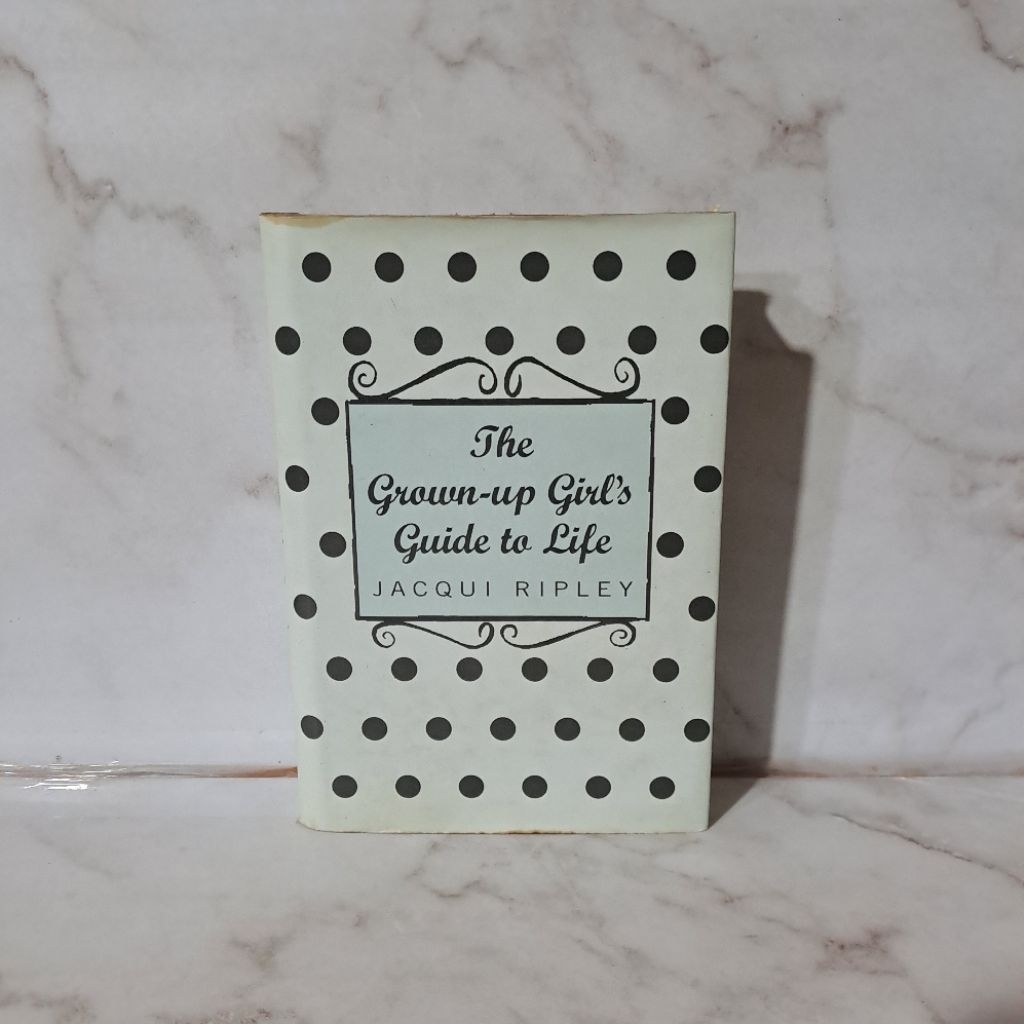 The
Grown-up Girl's
Guide to Life
JACQUI RIPLEY